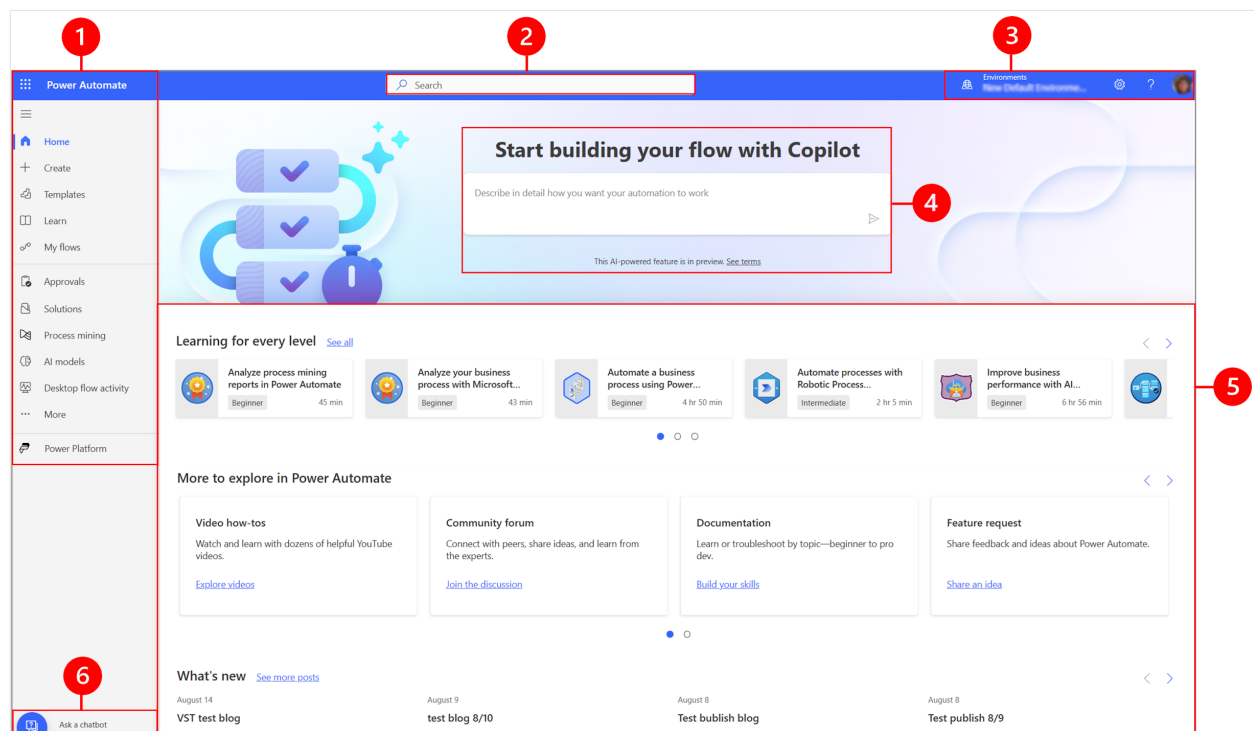 1
2
3
Power Automate
Search
Environments
New Default Environme...
?
Home
Create
Templates
Learn
My flows
Approvals
Solutions
Process mining
AI models
Desktop flow activity
More
Power Platform
Start building your flow with Copilot
Describe in detail how you want your automation to work
4
This AI-powered feature is in preview. See terms
Learning for every level See all
5
Analyze process mining
reports in Power Automate
Beginner 45 min
Analyze your business
process with Microsoft...
Beginner 43 min
Automate a business
process using Power...
Beginner 4 hr 50 min
Automate processes with
Robotic Process...
Intermediate 2 hr 5 min
Improve business
performance with AI...
Beginner 6 hr 56 min
More to explore in Power Automate
Video how-tos
Watch and learn with dozens of helpful YouTube
videos.
Explore videos
Community forum
Connect with peers, share ideas, and learn from
the experts.
Join the discussion
Documentation
Learn or troubleshoot by topic—beginner to pro
dev.
Build your skills
Feature request
Share feedback and ideas about Power Automate.
Share an idea
What's new See more posts
August 14
VST test blog
August 9
test blog 8/10
August 8
Test bublish blog
August 8
Test publish 8/9
6
Ask a chatbot